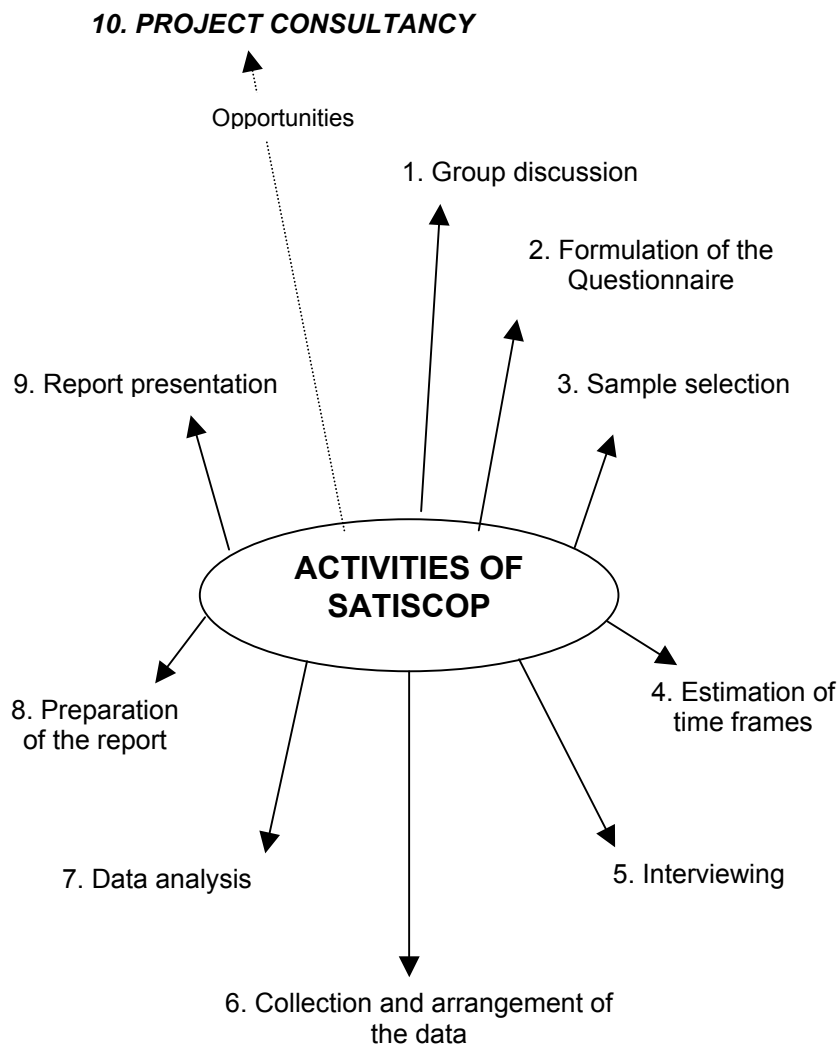 10. PROJECT CONSULTANCY
Opportunities
1. Group discussion
2. Formulation of the
Questionnaire
3. Sample selection
9. Report presentation
ACTIVITIES OF
SATISCOP
4. Estimation of
time frames
8. Preparation
of the report
5. Interviewing
7. Data analysis
6. Collection and arrangement of
the data